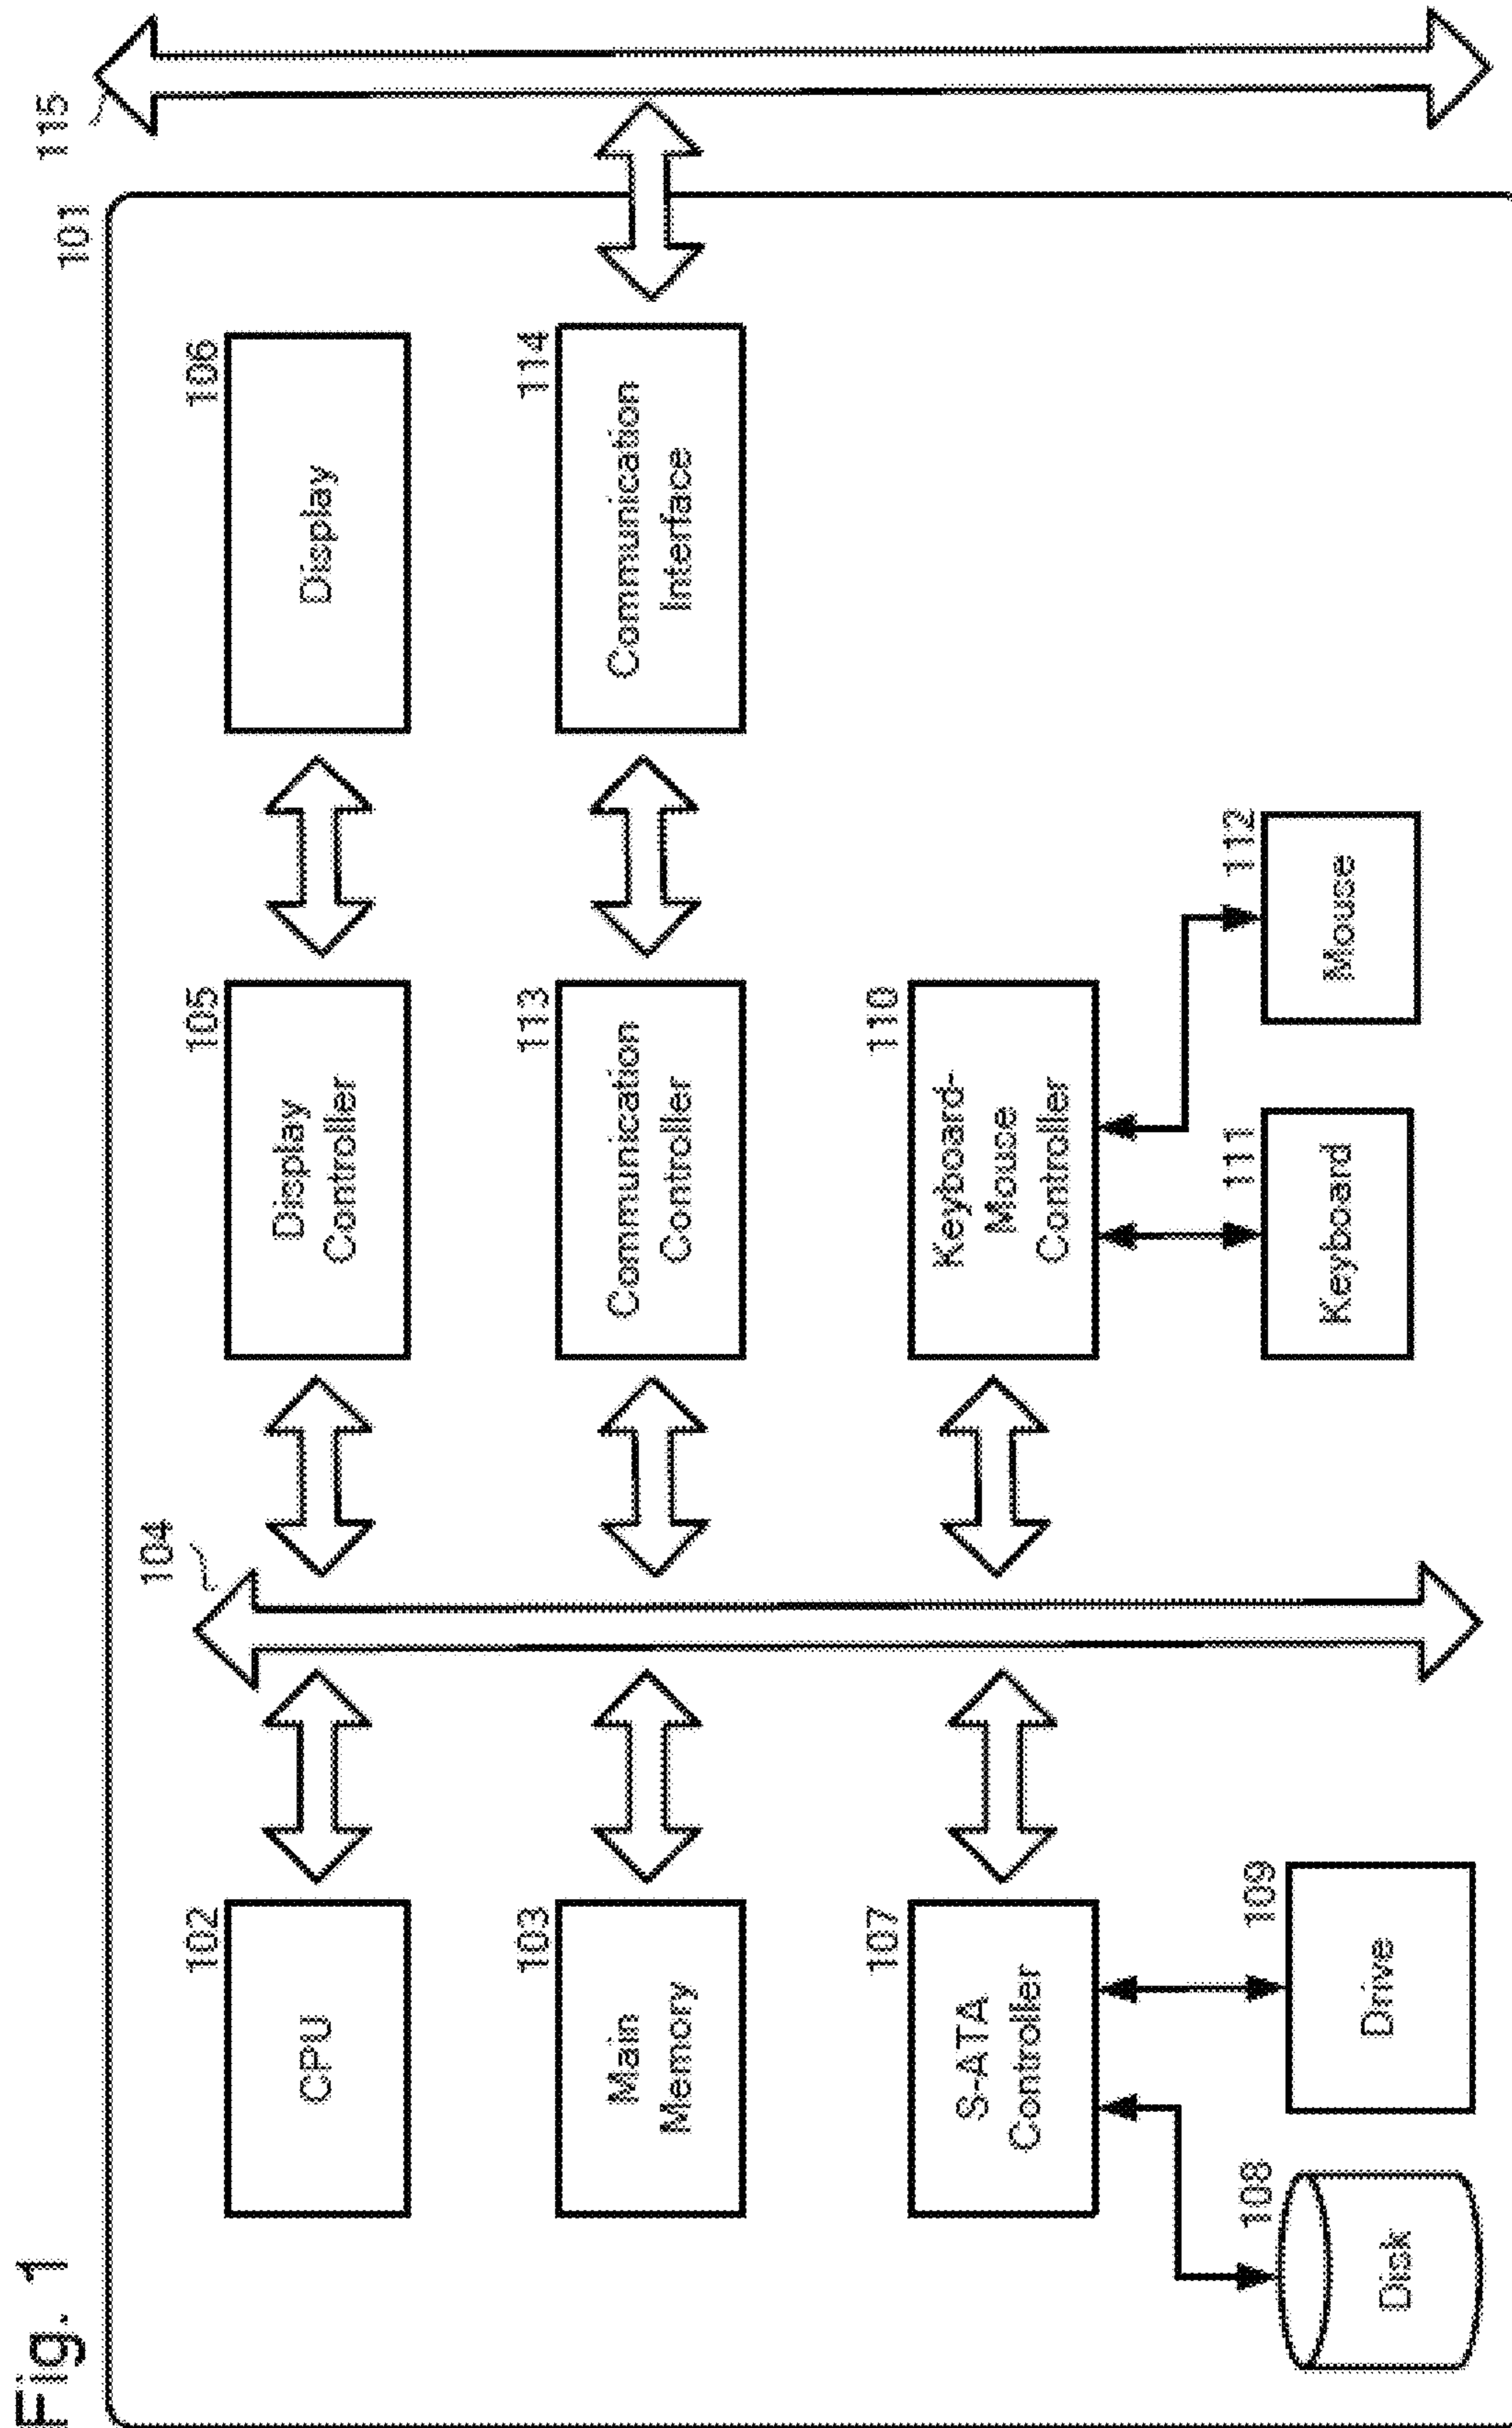 Fig. 1
101
115
104
102
CPU
105
Display
Controller
106
Display
103
Main
Memory
113
Communication
Controller
114
Communication
Interface
107
S-ATA
Controller
110
Keyboard-
Mouse
Controller
108
Disk
109
Drive
111
Keyboard
112
Mouse